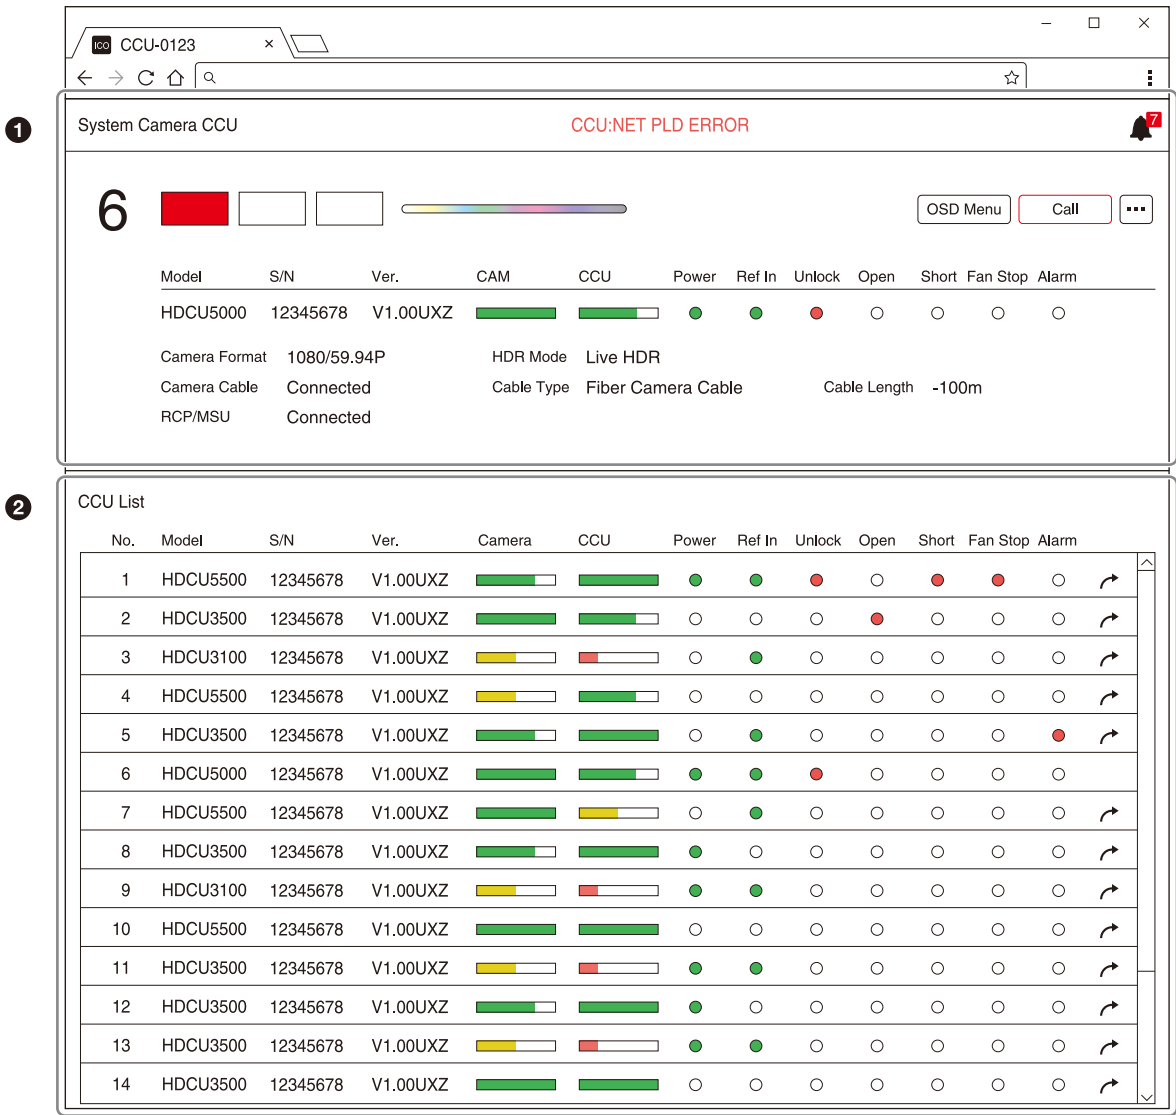 ICO CCU-0123
1
System Camera CCU CCU:NET PLD ERROR 7
6 OSD Menu Call
Model S/N Ver. CAM CCU Power Ref In Unlock Open Short Fan Stop Alarm
HDCU5000 12345678 V1.00UXZ
Camera Format 1080/59.94P HDR Mode Live HDR
Camera Cable Connected Cable Type Fiber Camera Cable Cable Length -100m
RCP/MSU Connected
2
CCU List
No. Model S/N Ver. Camera CCU Power Ref In Unlock Open Short Fan Stop Alarm
1 HDCU5500 12345678 V1.00UXZ
2 HDCU3500 12345678 V1.00UXZ
3 HDCU3100 12345678 V1.00UXZ
4 HDCU5500 12345678 V1.00UXZ
5 HDCU3500 12345678 V1.00UXZ
6 HDCU5000 12345678 V1.00UXZ
7 HDCU5500 12345678 V1.00UXZ
8 HDCU3500 12345678 V1.00UXZ
9 HDCU3100 12345678 V1.00UXZ
10 HDCU5500 12345678 V1.00UXZ
11 HDCU3500 12345678 V1.00UXZ
12 HDCU3500 12345678 V1.00UXZ
13 HDCU3500 12345678 V1.00UXZ
14 HDCU3500 12345678 V1.00UXZ